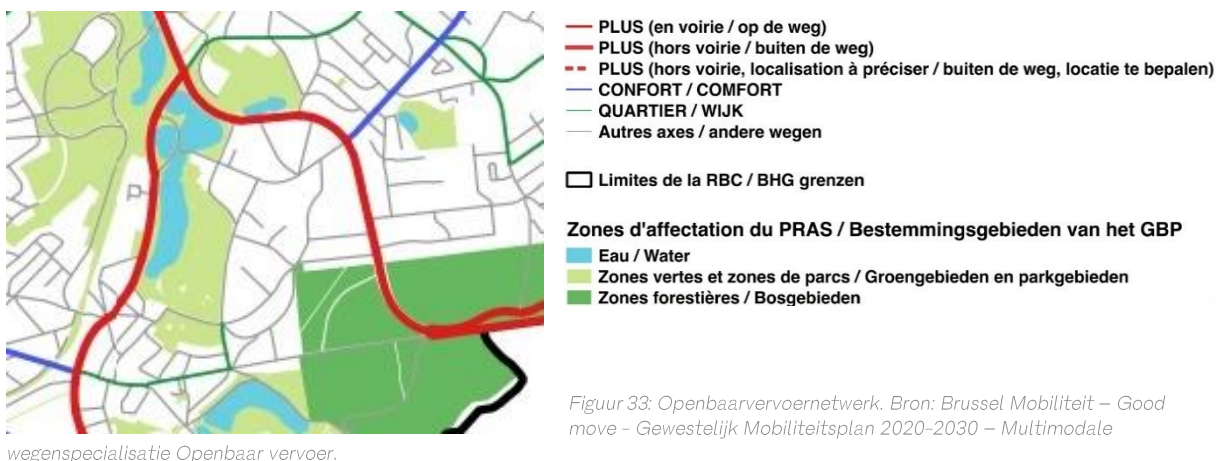 PLUS (en voirie / op de weg)
PLUS (hors voirie / buiten de weg)
PLUS (hors voirie, localisation à préciser / buiten de weg, locatie te bepalen)
CONFORT / COMFORT
QUARTIER / WIJK
Autres axes / andere wegen
Limites de la RBC / BHG grenzen
Zones d'affectation du PRAS / Bestemmingsgebieden van het GBP
Eau / Water
Zones vertes et zones de parcs / Groengebieden en parkgebieden
Zones forestières / Bosgebieden
Figuur 33: Openbaarvervoernetwerk. Bron: Brussel Mobiliteit – Good
move - Gewestelijk Mobiliteitsplan 2020-2030 – Multimodale
wegenspecialisatie Openbaar vervoer.